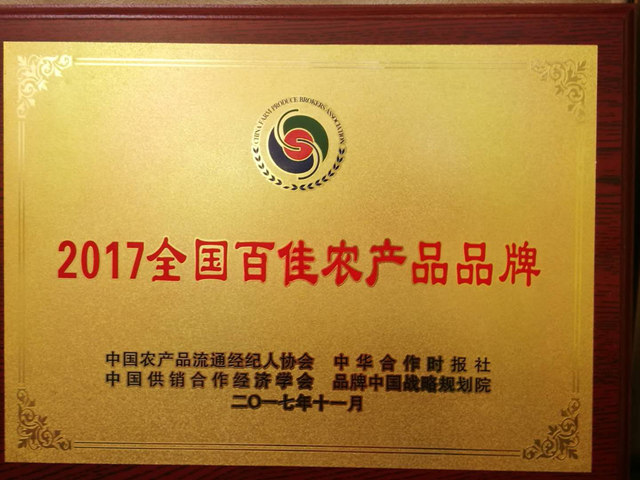 CHINA FARM PRODUCE BROKERS ASSOCIATION
2017全国百佳农产品品牌
中国农产品流通经纪人协会 中华合作时报社
中国供销合作经济学会 品牌中国战略规划院
二〇一七年十一月